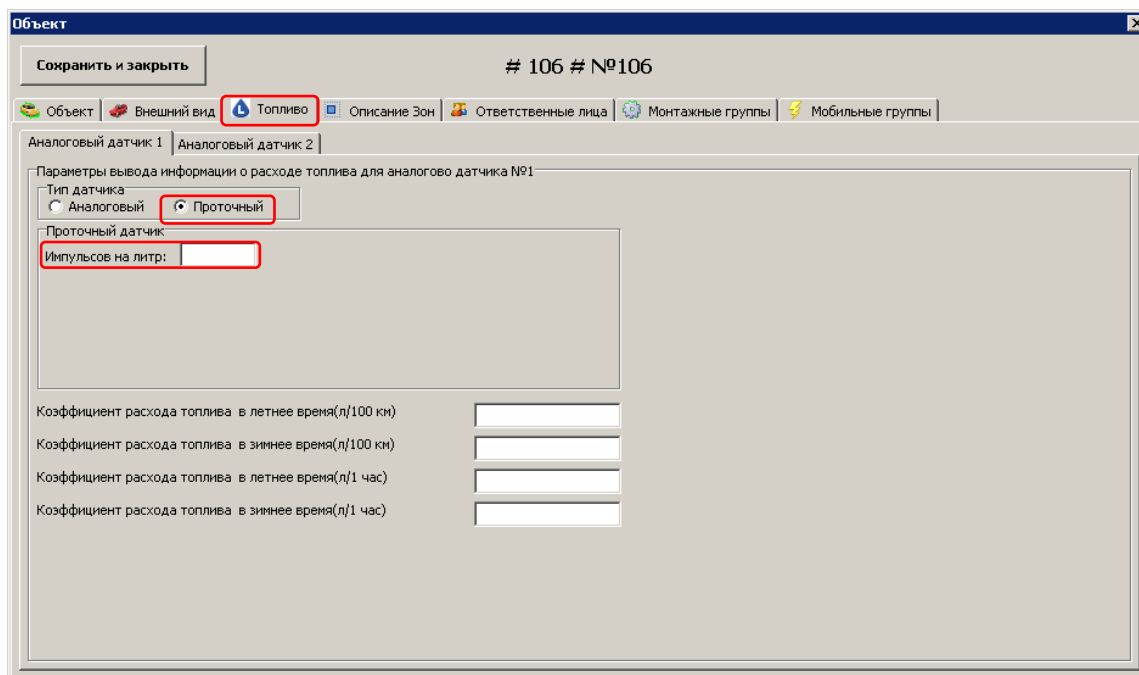 Объект
Сохранить и закрыть
# 106 # №106
Объект Внешний вид Топливо Описание Зон Ответственные лица Монтажные группы Мобильные группы
Аналоговый датчик 1 Аналоговый датчик 2
Параметры вывода информации о расходе топлива для аналогово датчика №1
Тип датчика
Аналоговый Проточный
Проточный датчик
Импульсов на литр:
Коэффициент расхода топлива в летнее время(л/100 км)
Коэффициент расхода топлива в зимнее время(л/100 км)
Коэффициент расхода топлива в летнее время(л/1 час)
Коэффициент расхода топлива в зимнее время(л/1 час)